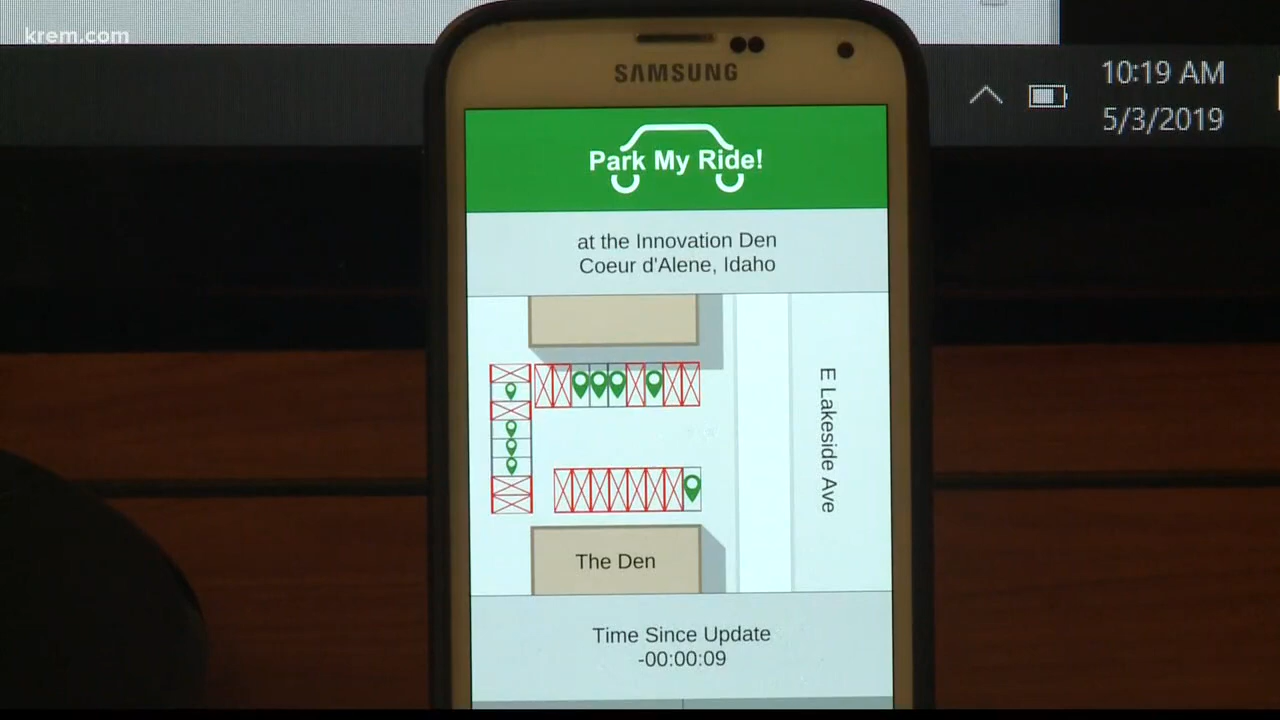 krem.com
SAMSUNG
10:19 AM
5/3/2019
Park My Ride!
at the Innovation Den
Coeur d'Alene, Idaho
E Lakeside Ave
The Den
Time Since Update
-00:00:09